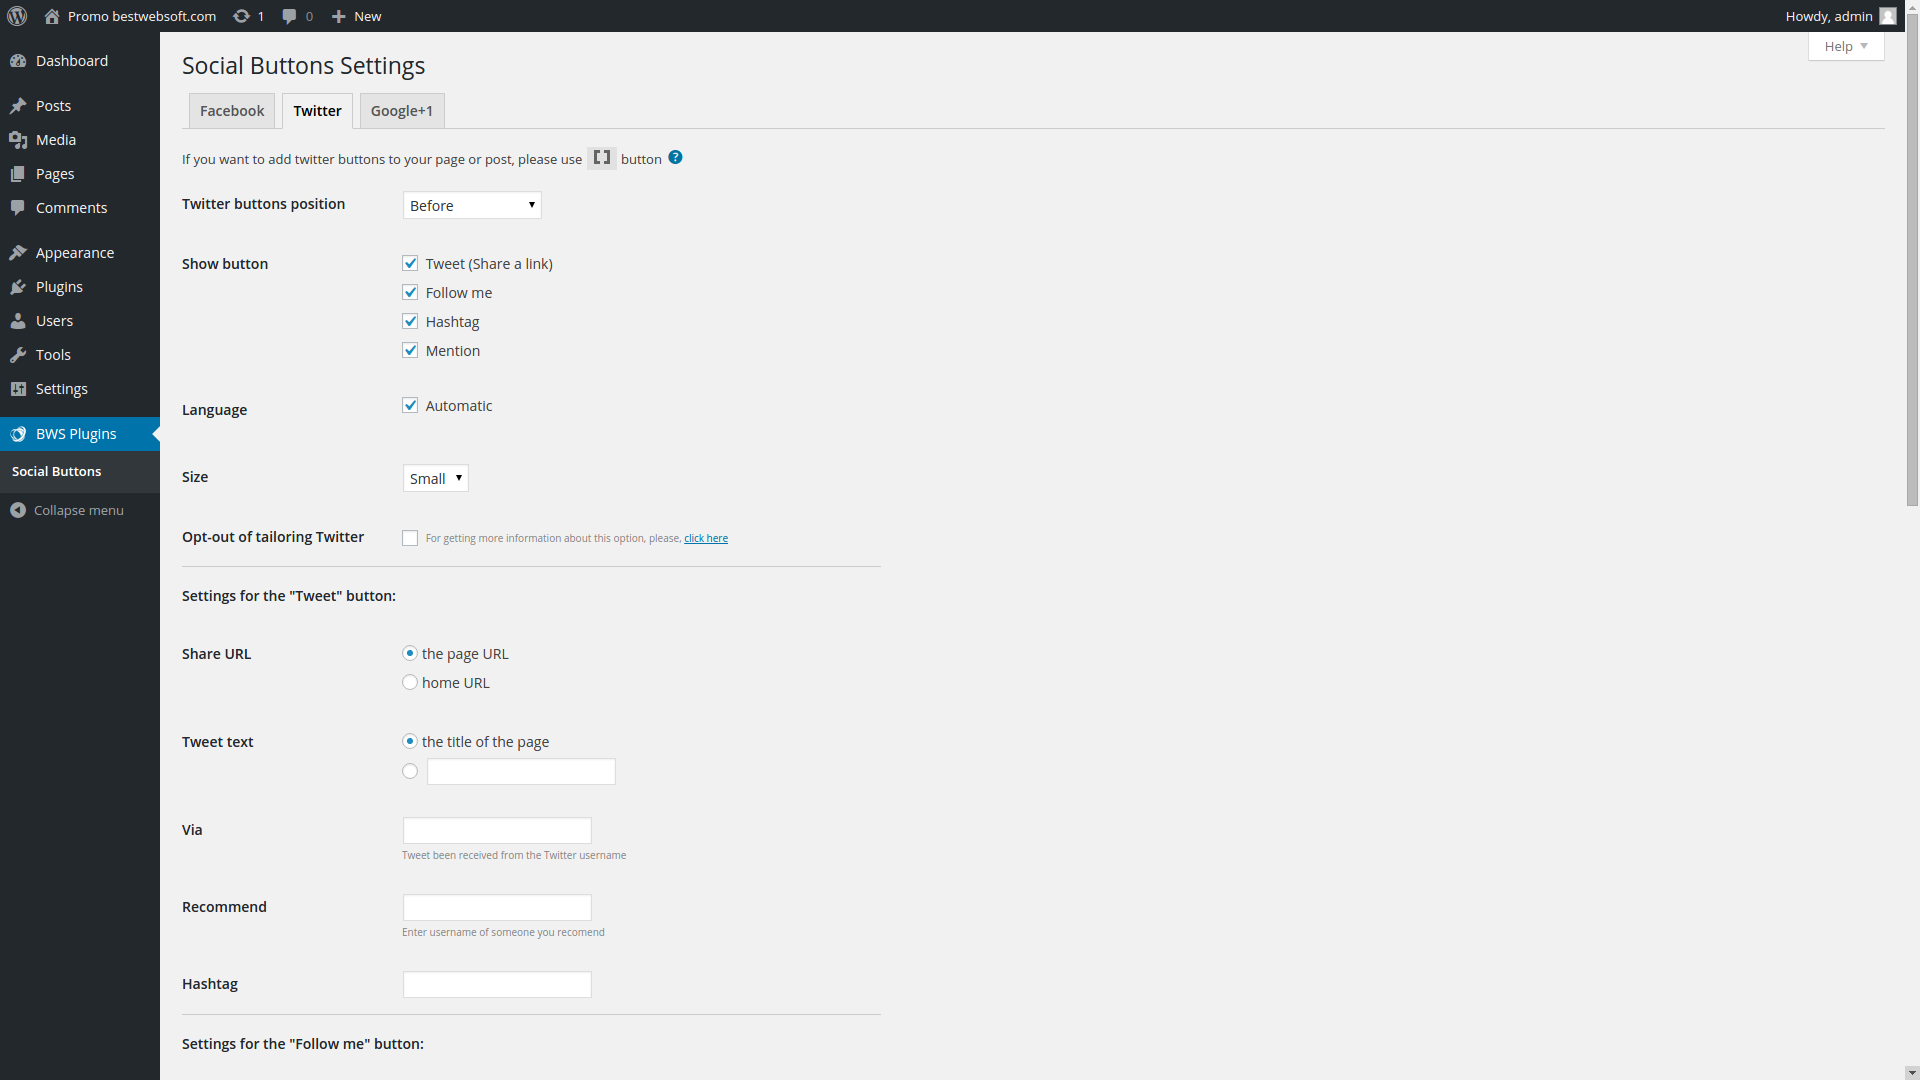 Promo bestwebsoft.com 1 0 New Howdy, admin
Help
Dashboard
Posts
Media
Pages
Comments
Appearance
Plugins
Users
Tools
Settings
BWS Plugins
Social Buttons
Collapse menu
Social Buttons Settings
Facebook Twitter Google+1
If you want to add twitter buttons to your page or post, please use [ ] button ?
Twitter buttons position Before
Show button Tweet (Share a link)
Follow me
Hashtag
Mention
Language Automatic
Size Small
Opt-out of tailoring Twitter For getting more information about this option, please, click here
Settings for the "Tweet" button:
Share URL the page URL
home URL
Tweet text the title of the page
Via
Tweet been received from the Twitter username
Recommend
Enter username of someone you recomend
Hashtag
Settings for the "Follow me" button: